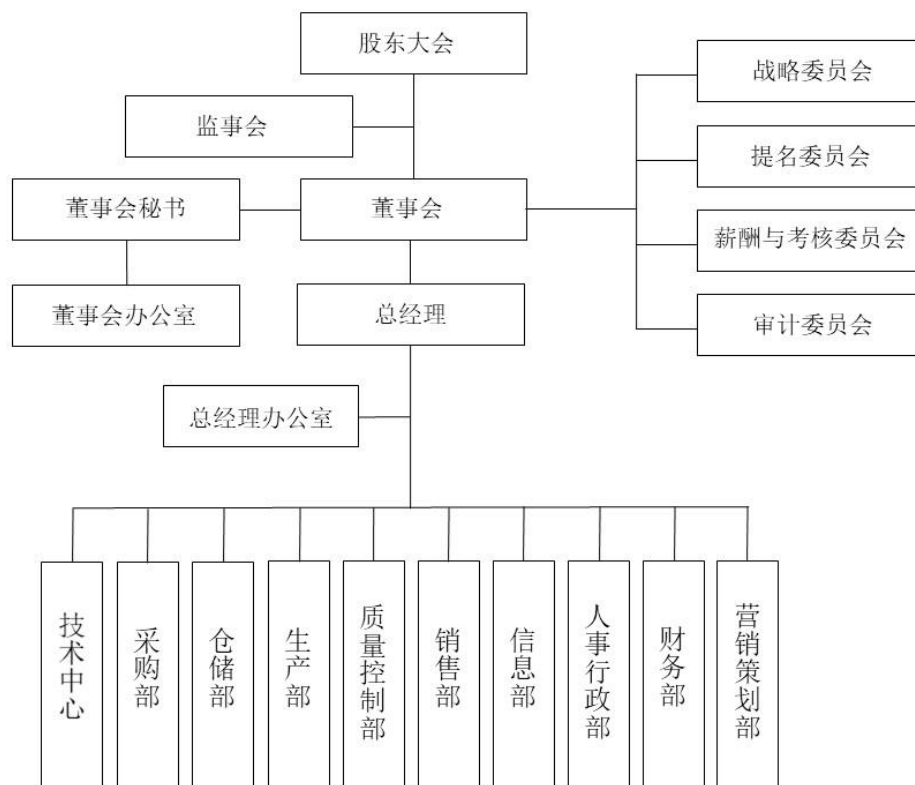 股东大会
战略委员会
监事会
提名委员会
董事会秘书
董事会
薪酬与考核委员会
董事会办公室
总经理
审计委员会
总经理办公室
技术中心
采购部
仓储部
生产部
质量控制部
销售部
信息部
人事行政部
财务部
营销策划部